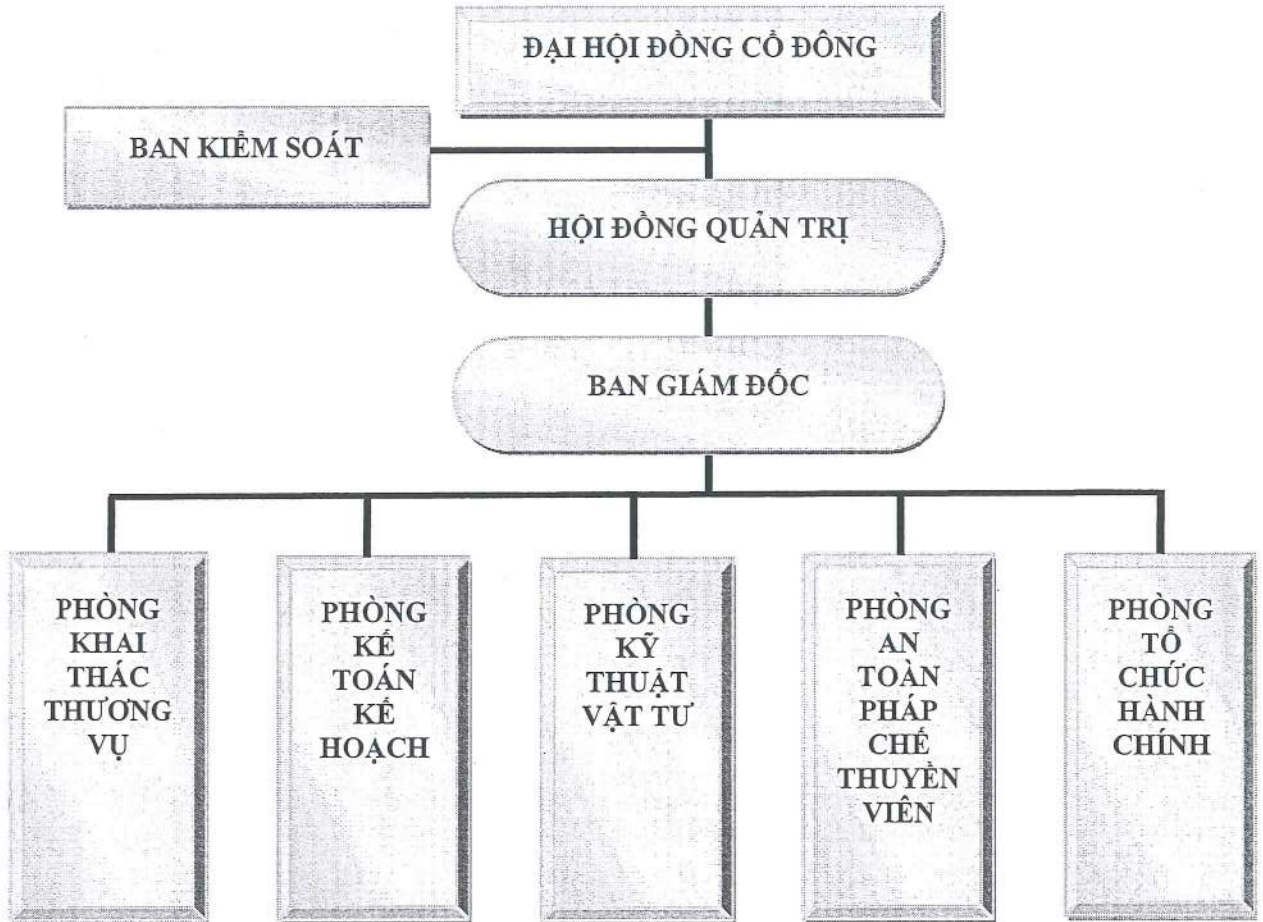 ĐẠI HỘI ĐỒNG CỔ ĐÔNG
BAN KIỂM SOÁT
HỘI ĐỒNG QUẢN TRỊ
BAN GIÁM ĐỐC
PHÒNG
KHAI
THÁC
THƯƠNG
VỤ
PHÒNG
KẾ
TOÁN
KẾ
HOẠCH
PHÒNG
KỸ
THUẬT
VẬT TƯ
PHÒNG
AN
TOÀN
PHÁP
CHẾ
THUYỀN
VIÊN
PHÒNG
TỔ
CHỨC
HÀNH
CHÍNH